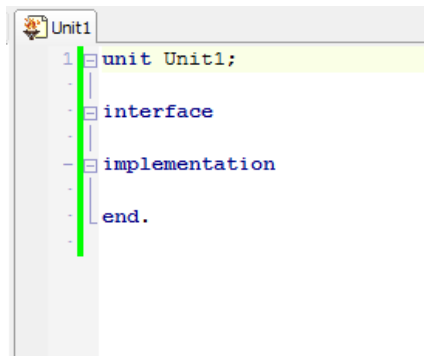 Unit1
1 unit Unit1;
interface
implementation
end.